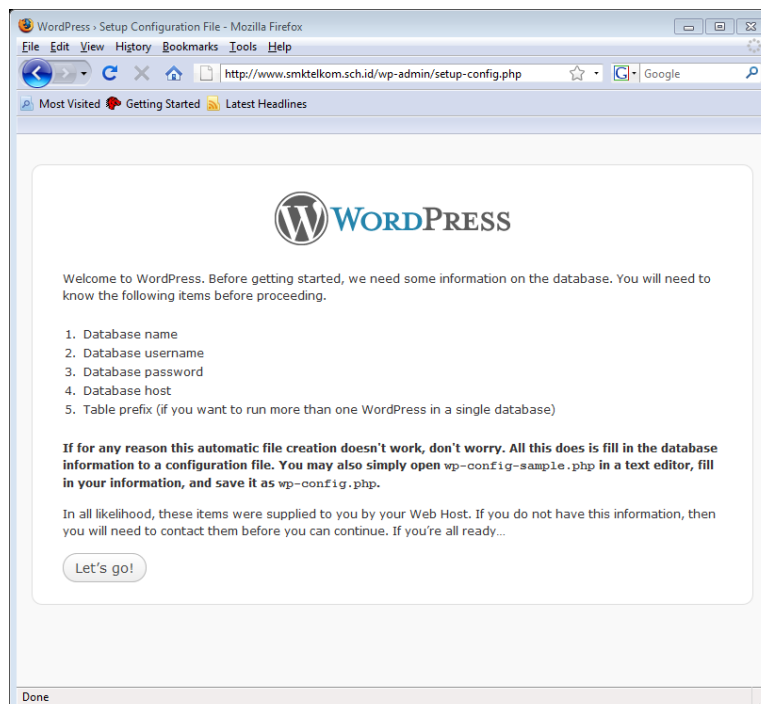 WordPress › Setup Configuration File - Mozilla Firefox
File Edit View History Bookmarks Tools Help
http://www.smktelkom.sch.id/wp-admin/setup-config.php G Google
Most Visited Getting Started Latest Headlines
WORDPRESS
Welcome to WordPress. Before getting started, we need some information on the database. You will need to
know the following items before proceeding.
1. Database name
2. Database username
3. Database password
4. Database host
5. Table prefix (if you want to run more than one WordPress in a single database)
If for any reason this automatic file creation doesn't work, don't worry. All this does is fill in the database
information to a configuration file. You may also simply open wp-config-sample.php in a text editor, fill
in your information, and save it as wp-config.php.
In all likelihood, these items were supplied to you by your Web Host. If you do not have this information, then
you will need to contact them before you can continue. If you're all ready…
Let's go!
Done